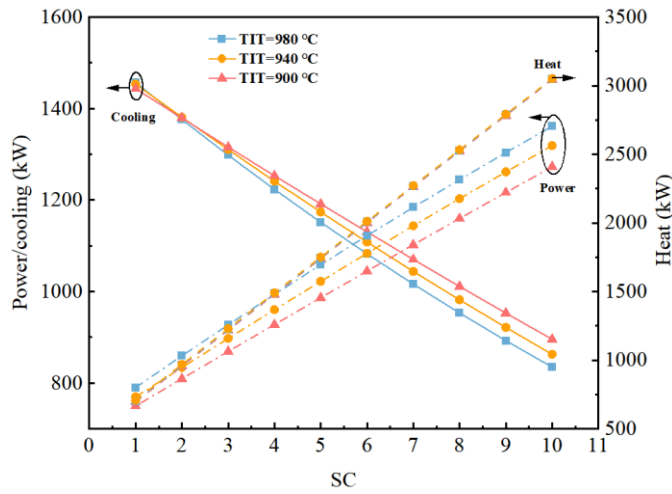 1600
1400
1200
1000
800
3500
3000
2500
2000
1500
1000
500
TIT=980 ℃
TIT=940 ℃
TIT=900 ℃
Heat
Cooling
Power
Power/cooling (kW)
Heat (kW)
0 1 2 3 4 5 6 7 8 9 10 11
SC